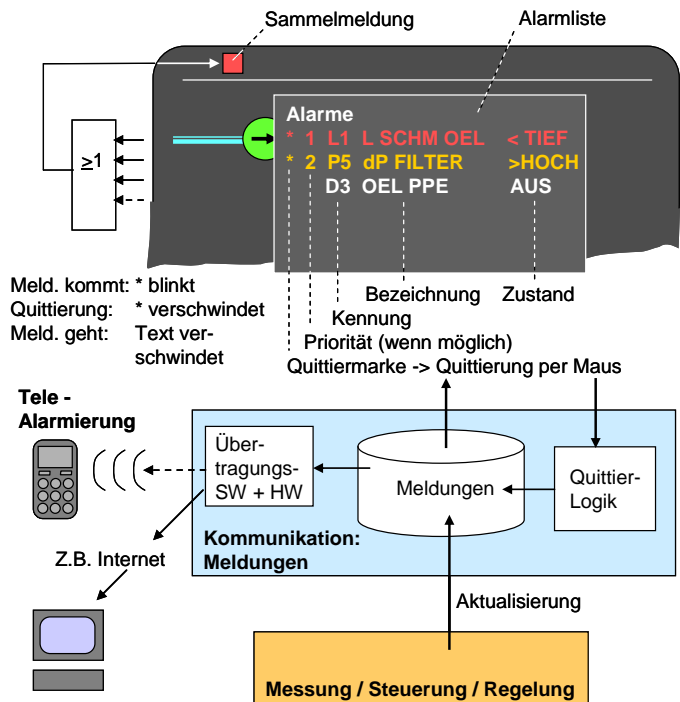 Sammelmeldung
Alarmliste
Alarme
* 1 L1 L SCHM OEL < TIEF
* 2 P5 dP FILTER >HOCH
D3 OEL PPE AUS
≥1
Meld. kommt: * blinkt
Quittierung: * verschwindet
Meld. geht: Text ver-
schwindet
Bezeichnung
Zustand
Kennung
Priorität (wenn möglich)
Quittiermarke -> Quittierung per Maus
Tele -
Alarmierung
Über-
tragungs-
SW + HW
Meldungen
Quittier-
Logik
Kommunikation:
Meldungen
Z.B. Internet
Aktualisierung
Messung / Steuerung / Regelung